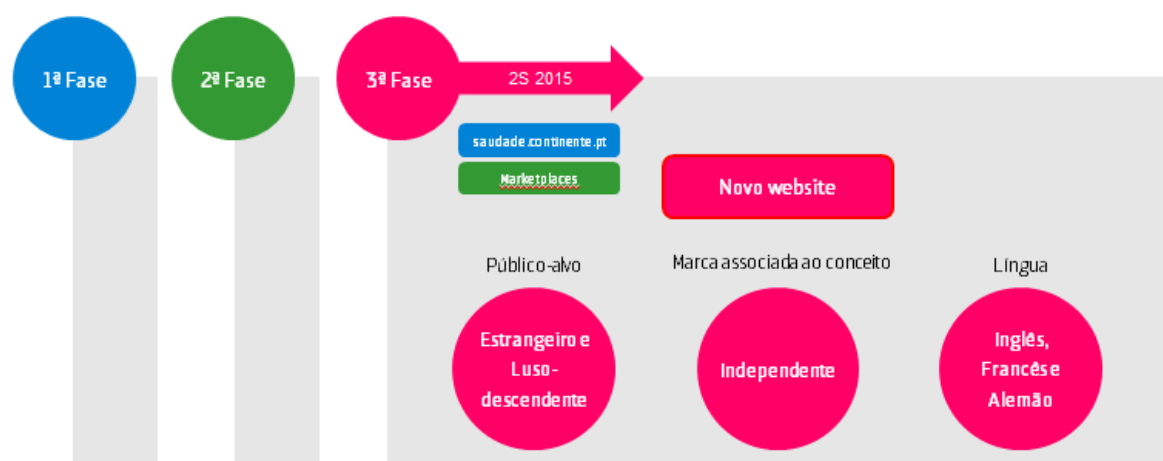 1ª Fase
2ª Fase
3ª Fase
2S 2015
saudade.continente.pt
Marketplaces
Novo website
Público-alvo
Marca associada ao conceito
Língua
Estrangeiro e
Luso-
descendente
Independente
Inglês,
Francês e
Alemão